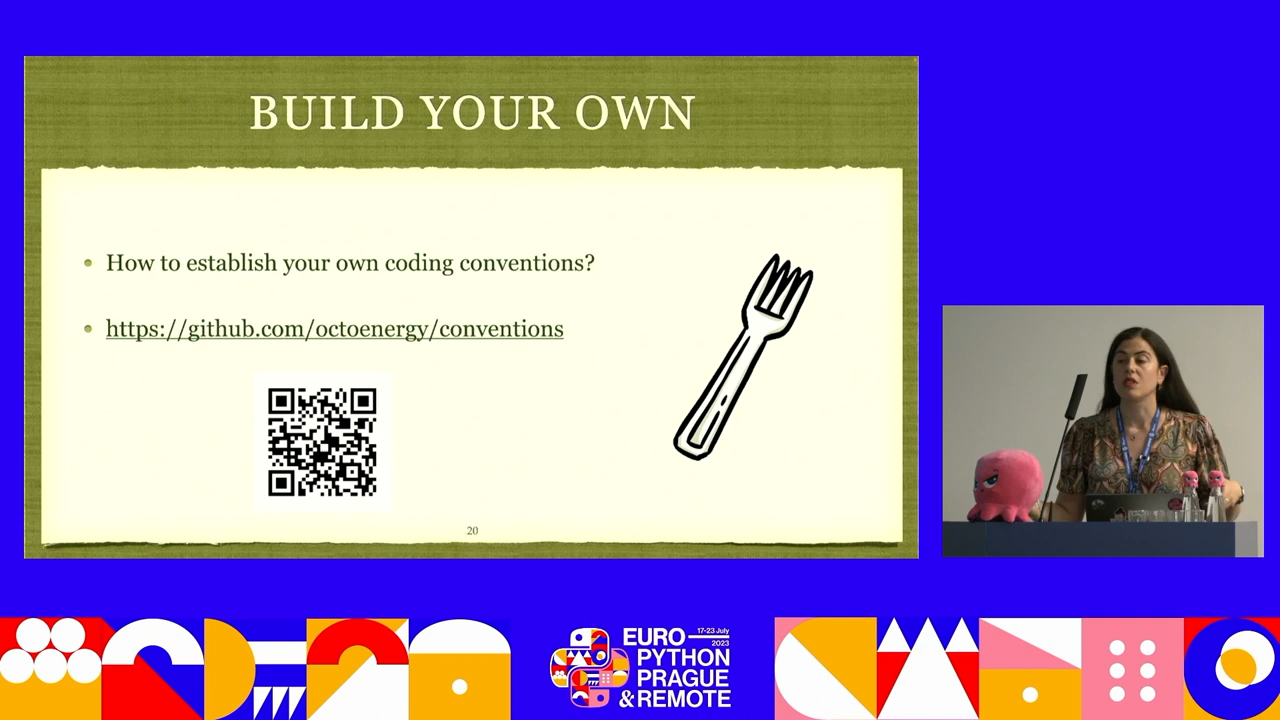 BUILD YOUR OWN
How to establish your own coding conventions?
https://github.com/octoenergy/conventions
20
EURO
17-23 July
2023
PYTHON
PRAGUE
& REMOTE